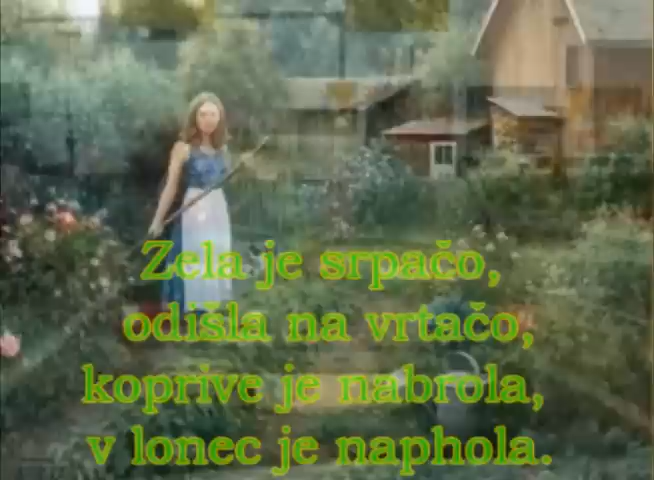 Zela je srpačo,
odišla na vrtačo,
koprive je nabrola,
v lonec je naphola.